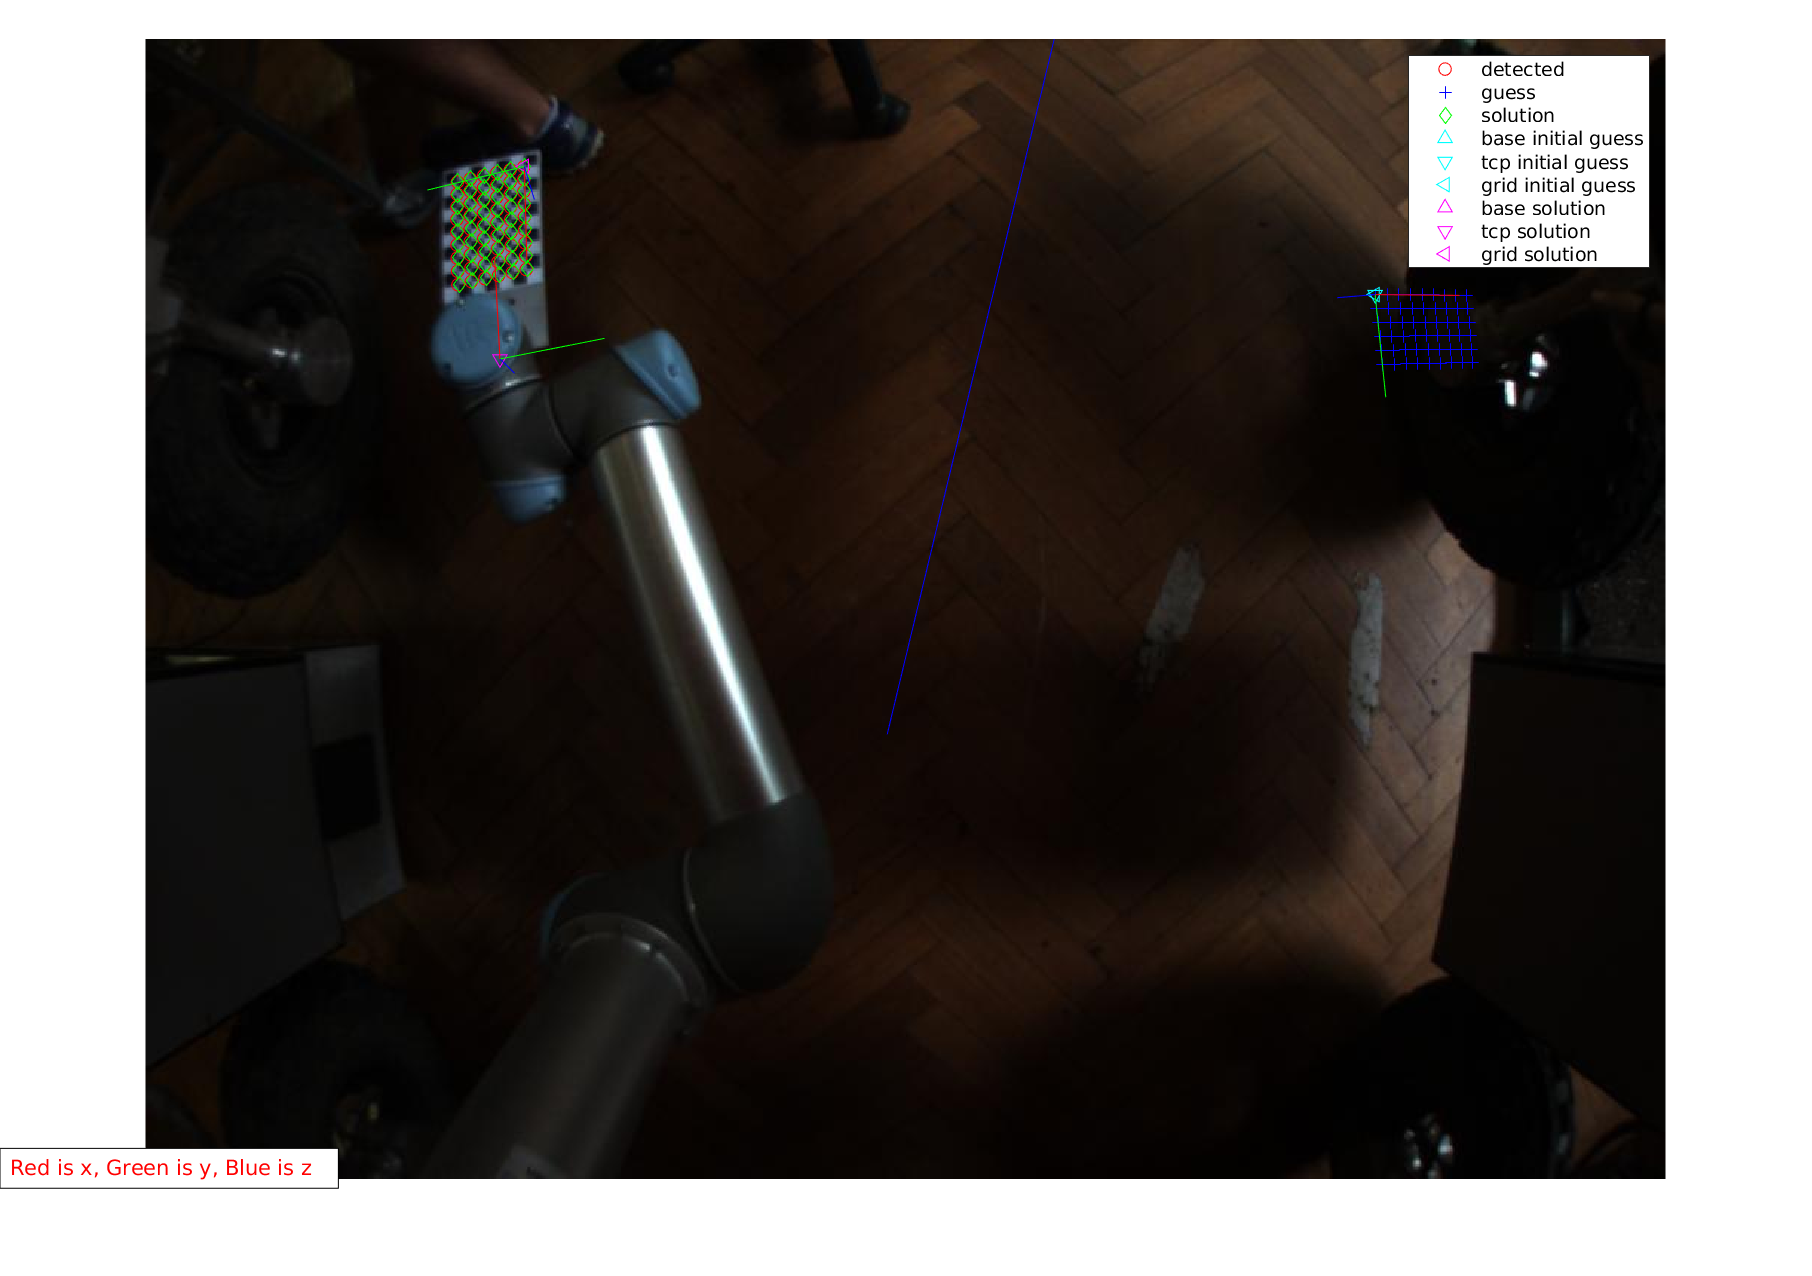 detected
guess
solution
base initial guess
tcp initial guess
grid initial guess
base solution
tcp solution
grid solution
Red is x, Green is y, Blue is z